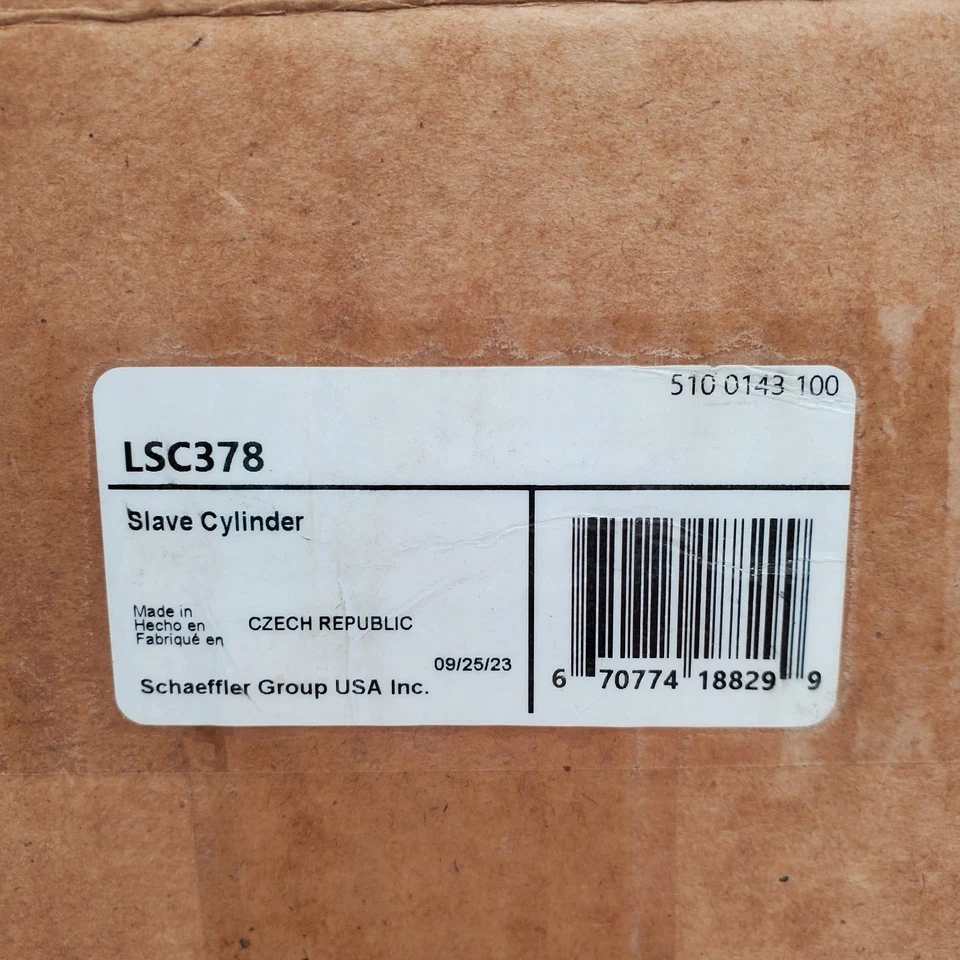 510 0143 100
LSC378
Slave Cylinder
Made in
Hecho en
Fabriqué en
CZECH REPUBLIC
09/25/23
Schaeffler Group USA Inc.
6 70774 18829 9